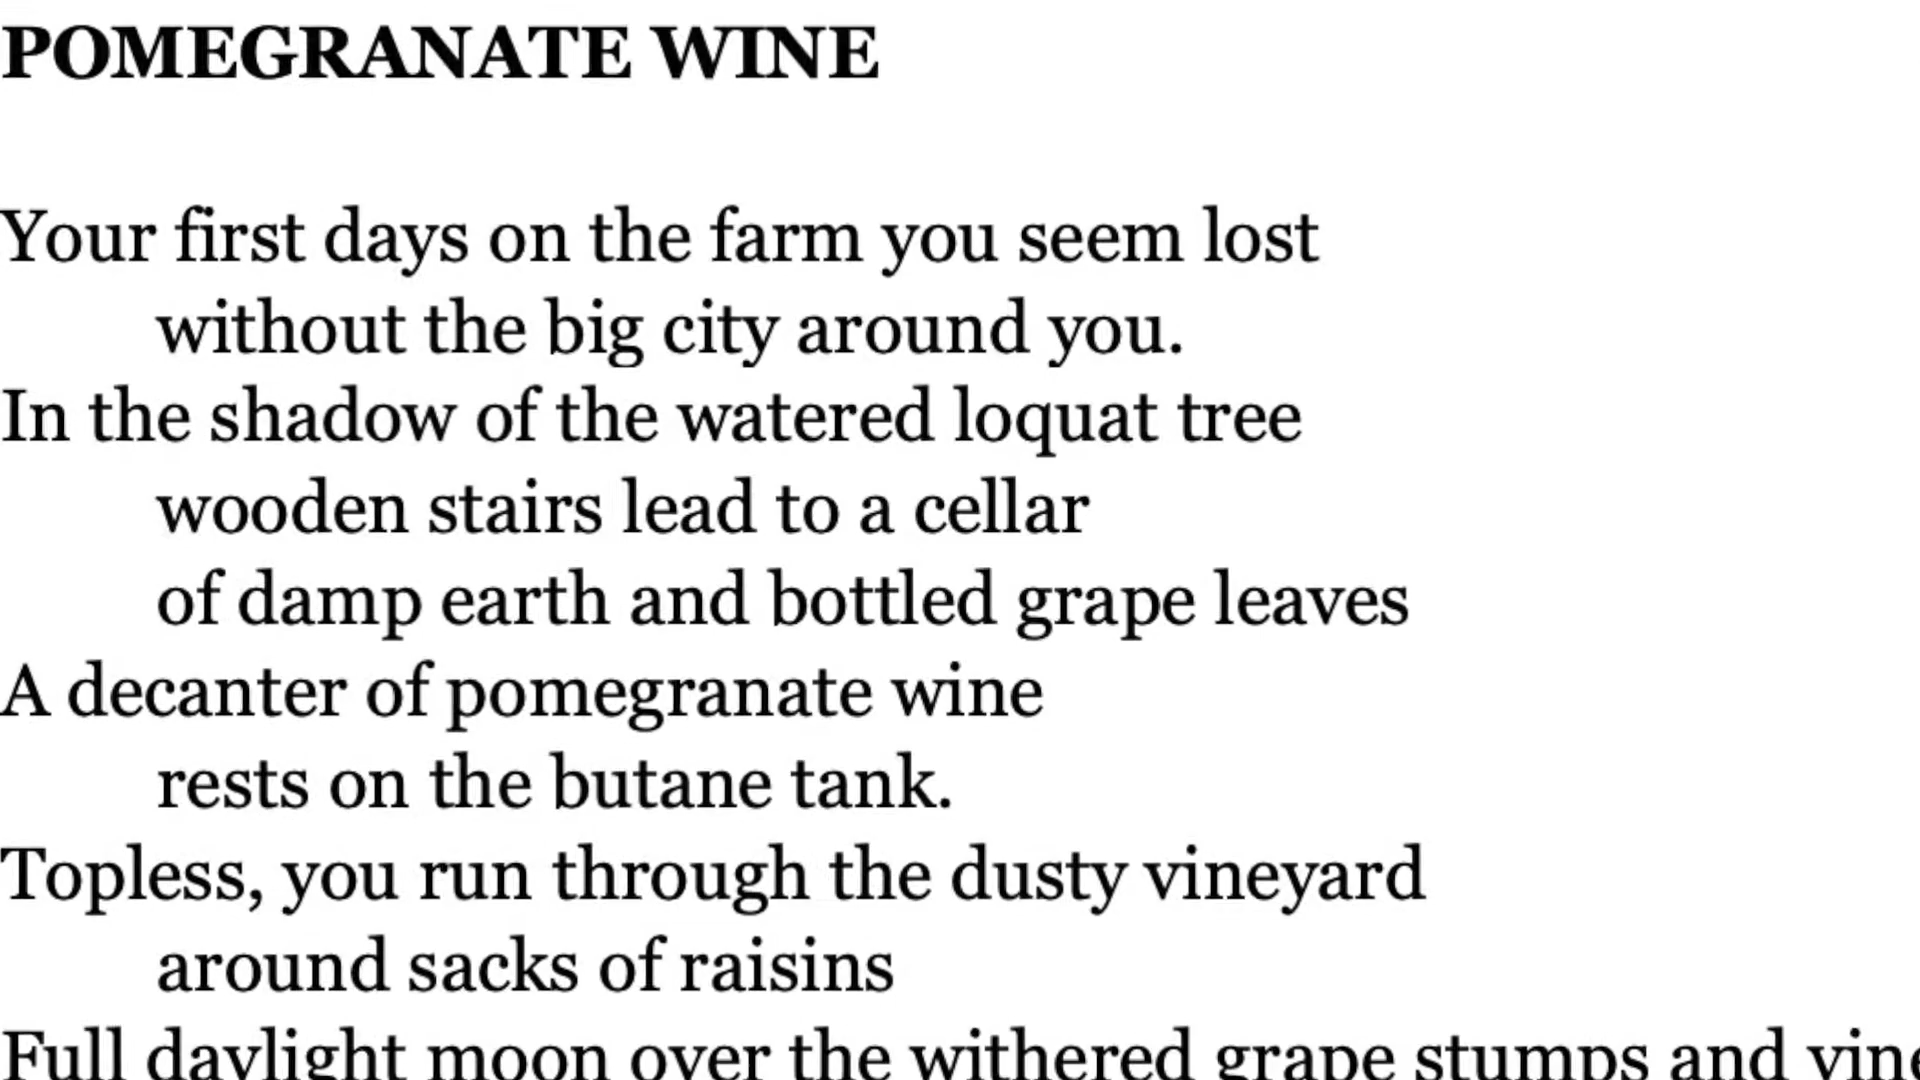 POMEGRANATE WINE
Your first days on the farm you seem lost
without the big city around you.
In the shadow of the watered loquat tree
wooden stairs lead to a cellar
of damp earth and bottled grape leaves
A decanter of pomegranate wine
rests on the butane tank.
Topless, you run through the dusty vineyard
around sacks of raisins
Full daylight moon over the withered grape stumps and